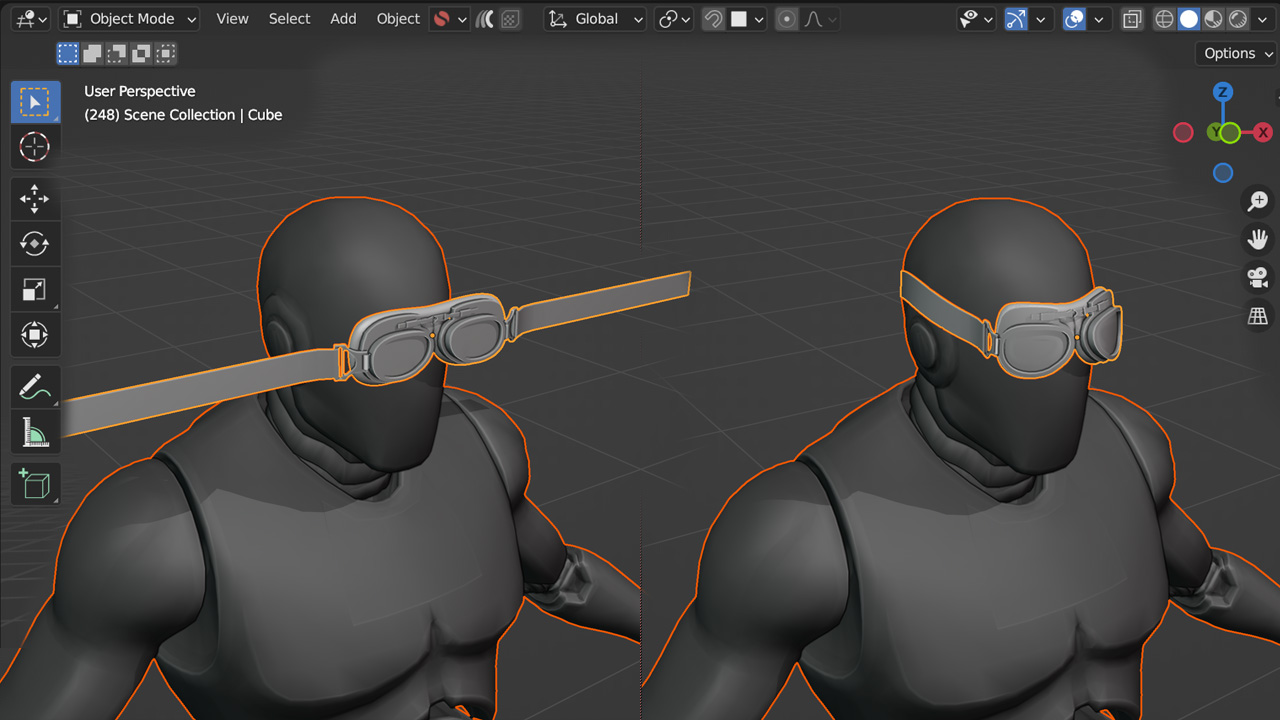 Object Mode View Select Add Object Global
Options
User Perspective
(248) Scene Collection | Cube
Z
Y X